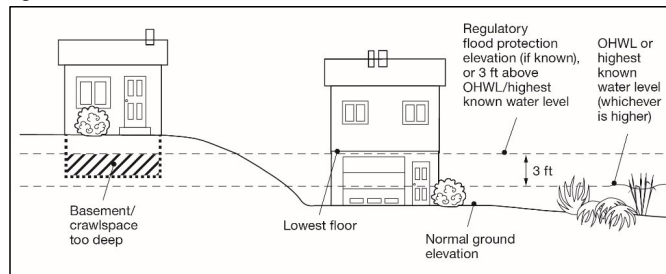 Regulatory
flood protection
elevation (if known),
or 3 ft above
OHWL/highest
known water level
OHWL or
highest
known
water level
(whichever
is higher)
3 ft
Basement/
crawlspace
too deep
Lowest floor
Normal ground
elevation